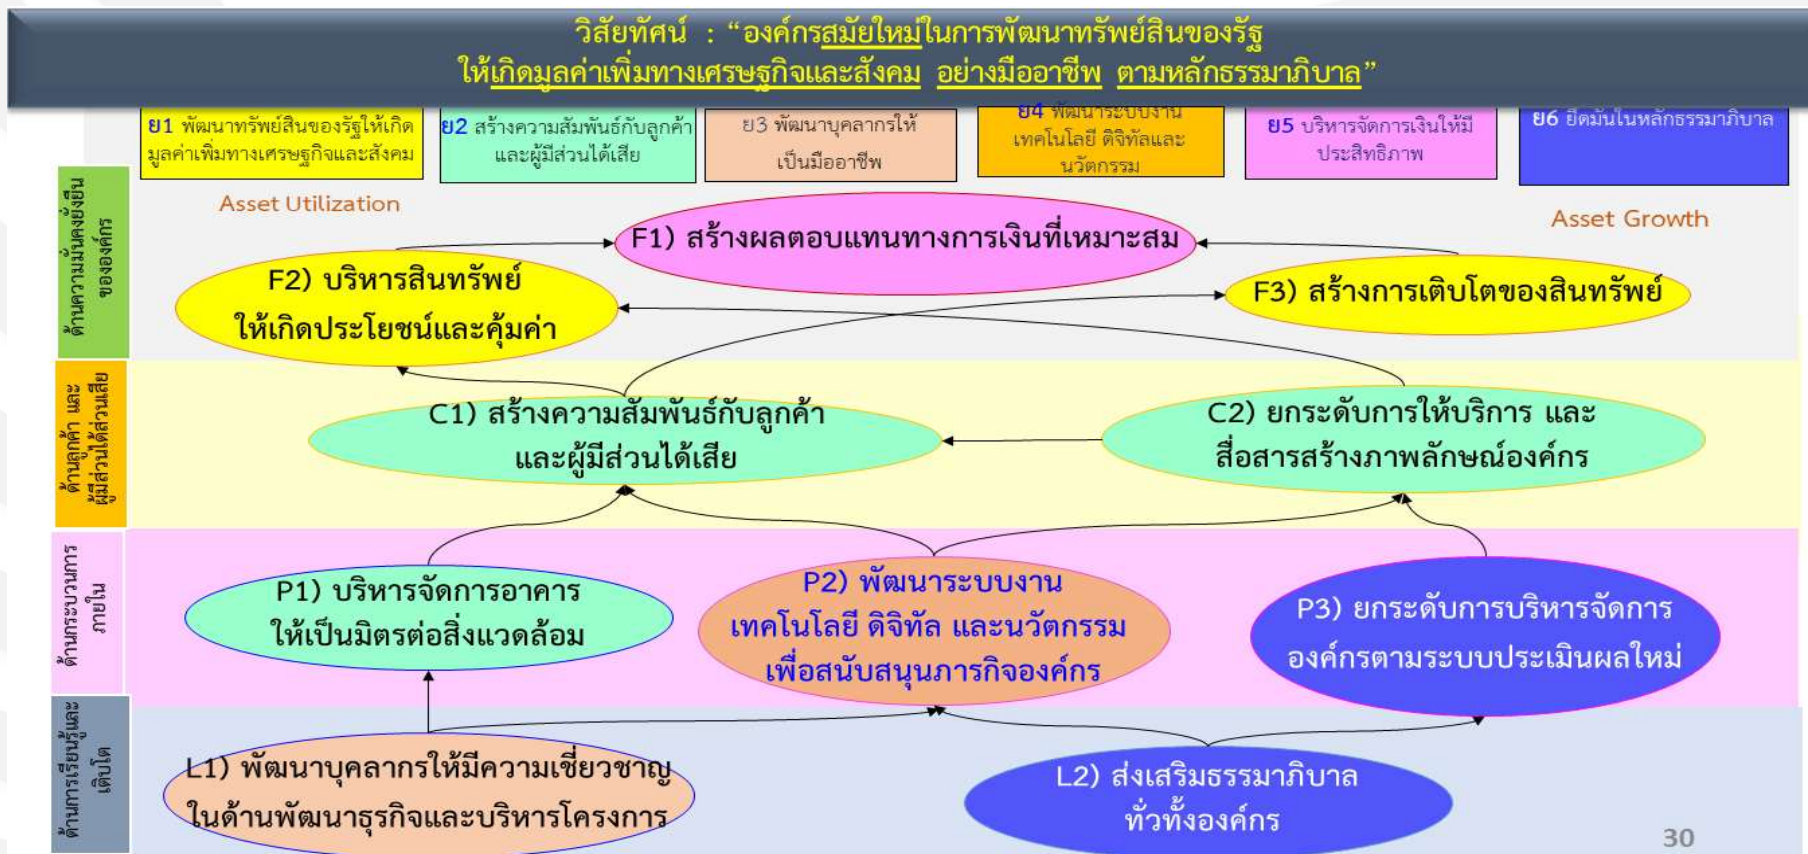 วิสัยทัศน์ : “องค์กรสมัยใหม่ในการพัฒนาทรัพย์สินของรัฐ
ให้เกิดมูลค่าเพิ่มทางเศรษฐกิจและสังคม อย่างมืออาชีพ ตามหลักธรรมาภิบาล”
ย1 พัฒนาทรัพย์สินของรัฐให้เกิด
มูลค่าเพิ่มทางเศรษฐกิจและสังคม
ย2 สร้างความสัมพันธ์กับลูกค้า
และผู้มีส่วนได้เสีย
ย3 พัฒนาบุคลากรให้
เป็นมืออาชีพ
ย4 พัฒนาระบบงาน
เทคโนโลยี ดิจิทัลและ
นวัตกรรม
ย5 บริหารจัดการเงินให้มี
ประสิทธิภาพ
ย6 ยึดมั่นในหลักธรรมาภิบาล
ด้านความมั่นคงยั่งยืน
ขององค์กร
Asset Utilization
Asset Growth
F1) สร้างผลตอบแทนทางการเงินที่เหมาะสม
F2) บริหารสินทรัพย์
ให้เกิดประโยชน์และคุ้มค่า
F3) สร้างการเติบโตของสินทรัพย์
ด้านลูกค้า และ
ผู้มีส่วนได้ส่วนเสีย
C1) สร้างความสัมพันธ์กับลูกค้า
และผู้มีส่วนได้เสีย
C2) ยกระดับการให้บริการ และ
สื่อสารสร้างภาพลักษณ์องค์กร
ด้านกระบวนการ
ภายใน
P1) บริหารจัดการอาคาร
ให้เป็นมิตรต่อสิ่งแวดล้อม
P2) พัฒนาระบบงาน
เทคโนโลยี ดิจิทัล และนวัตกรรม
เพื่อสนับสนุนภารกิจองค์กร
P3) ยกระดับการบริหารจัดการ
องค์กรตามระบบประเมินผลใหม่
ด้านการเรียนรู้และ
เติบโต
L1) พัฒนาบุคลากรให้มีความเชี่ยวชาญ
ในด้านพัฒนาธุรกิจและบริหารโครงการ
L2) ส่งเสริมธรรมาภิบาล
ทั่วทั้งองค์กร
30